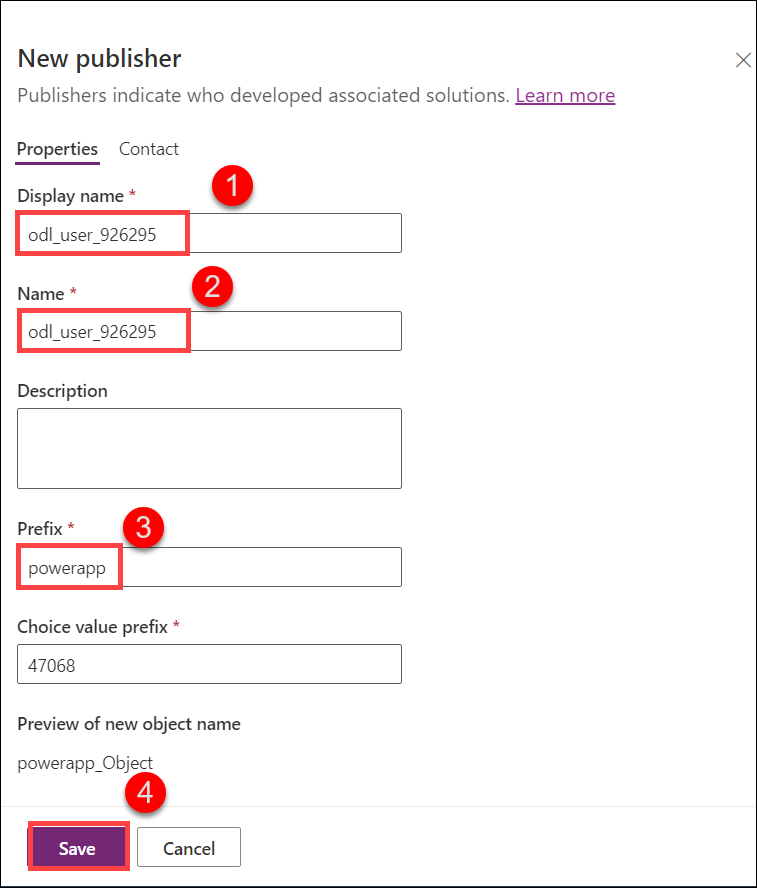 New publisher
Publishers indicate who developed associated solutions. Learn more
Properties Contact
Display name * 1
odl_user_926295
Name * 2
odl_user_926295
Description
Prefix * 3
powerapp
Choice value prefix *
47068
Preview of new object name
powerapp_Object
4
Save Cancel